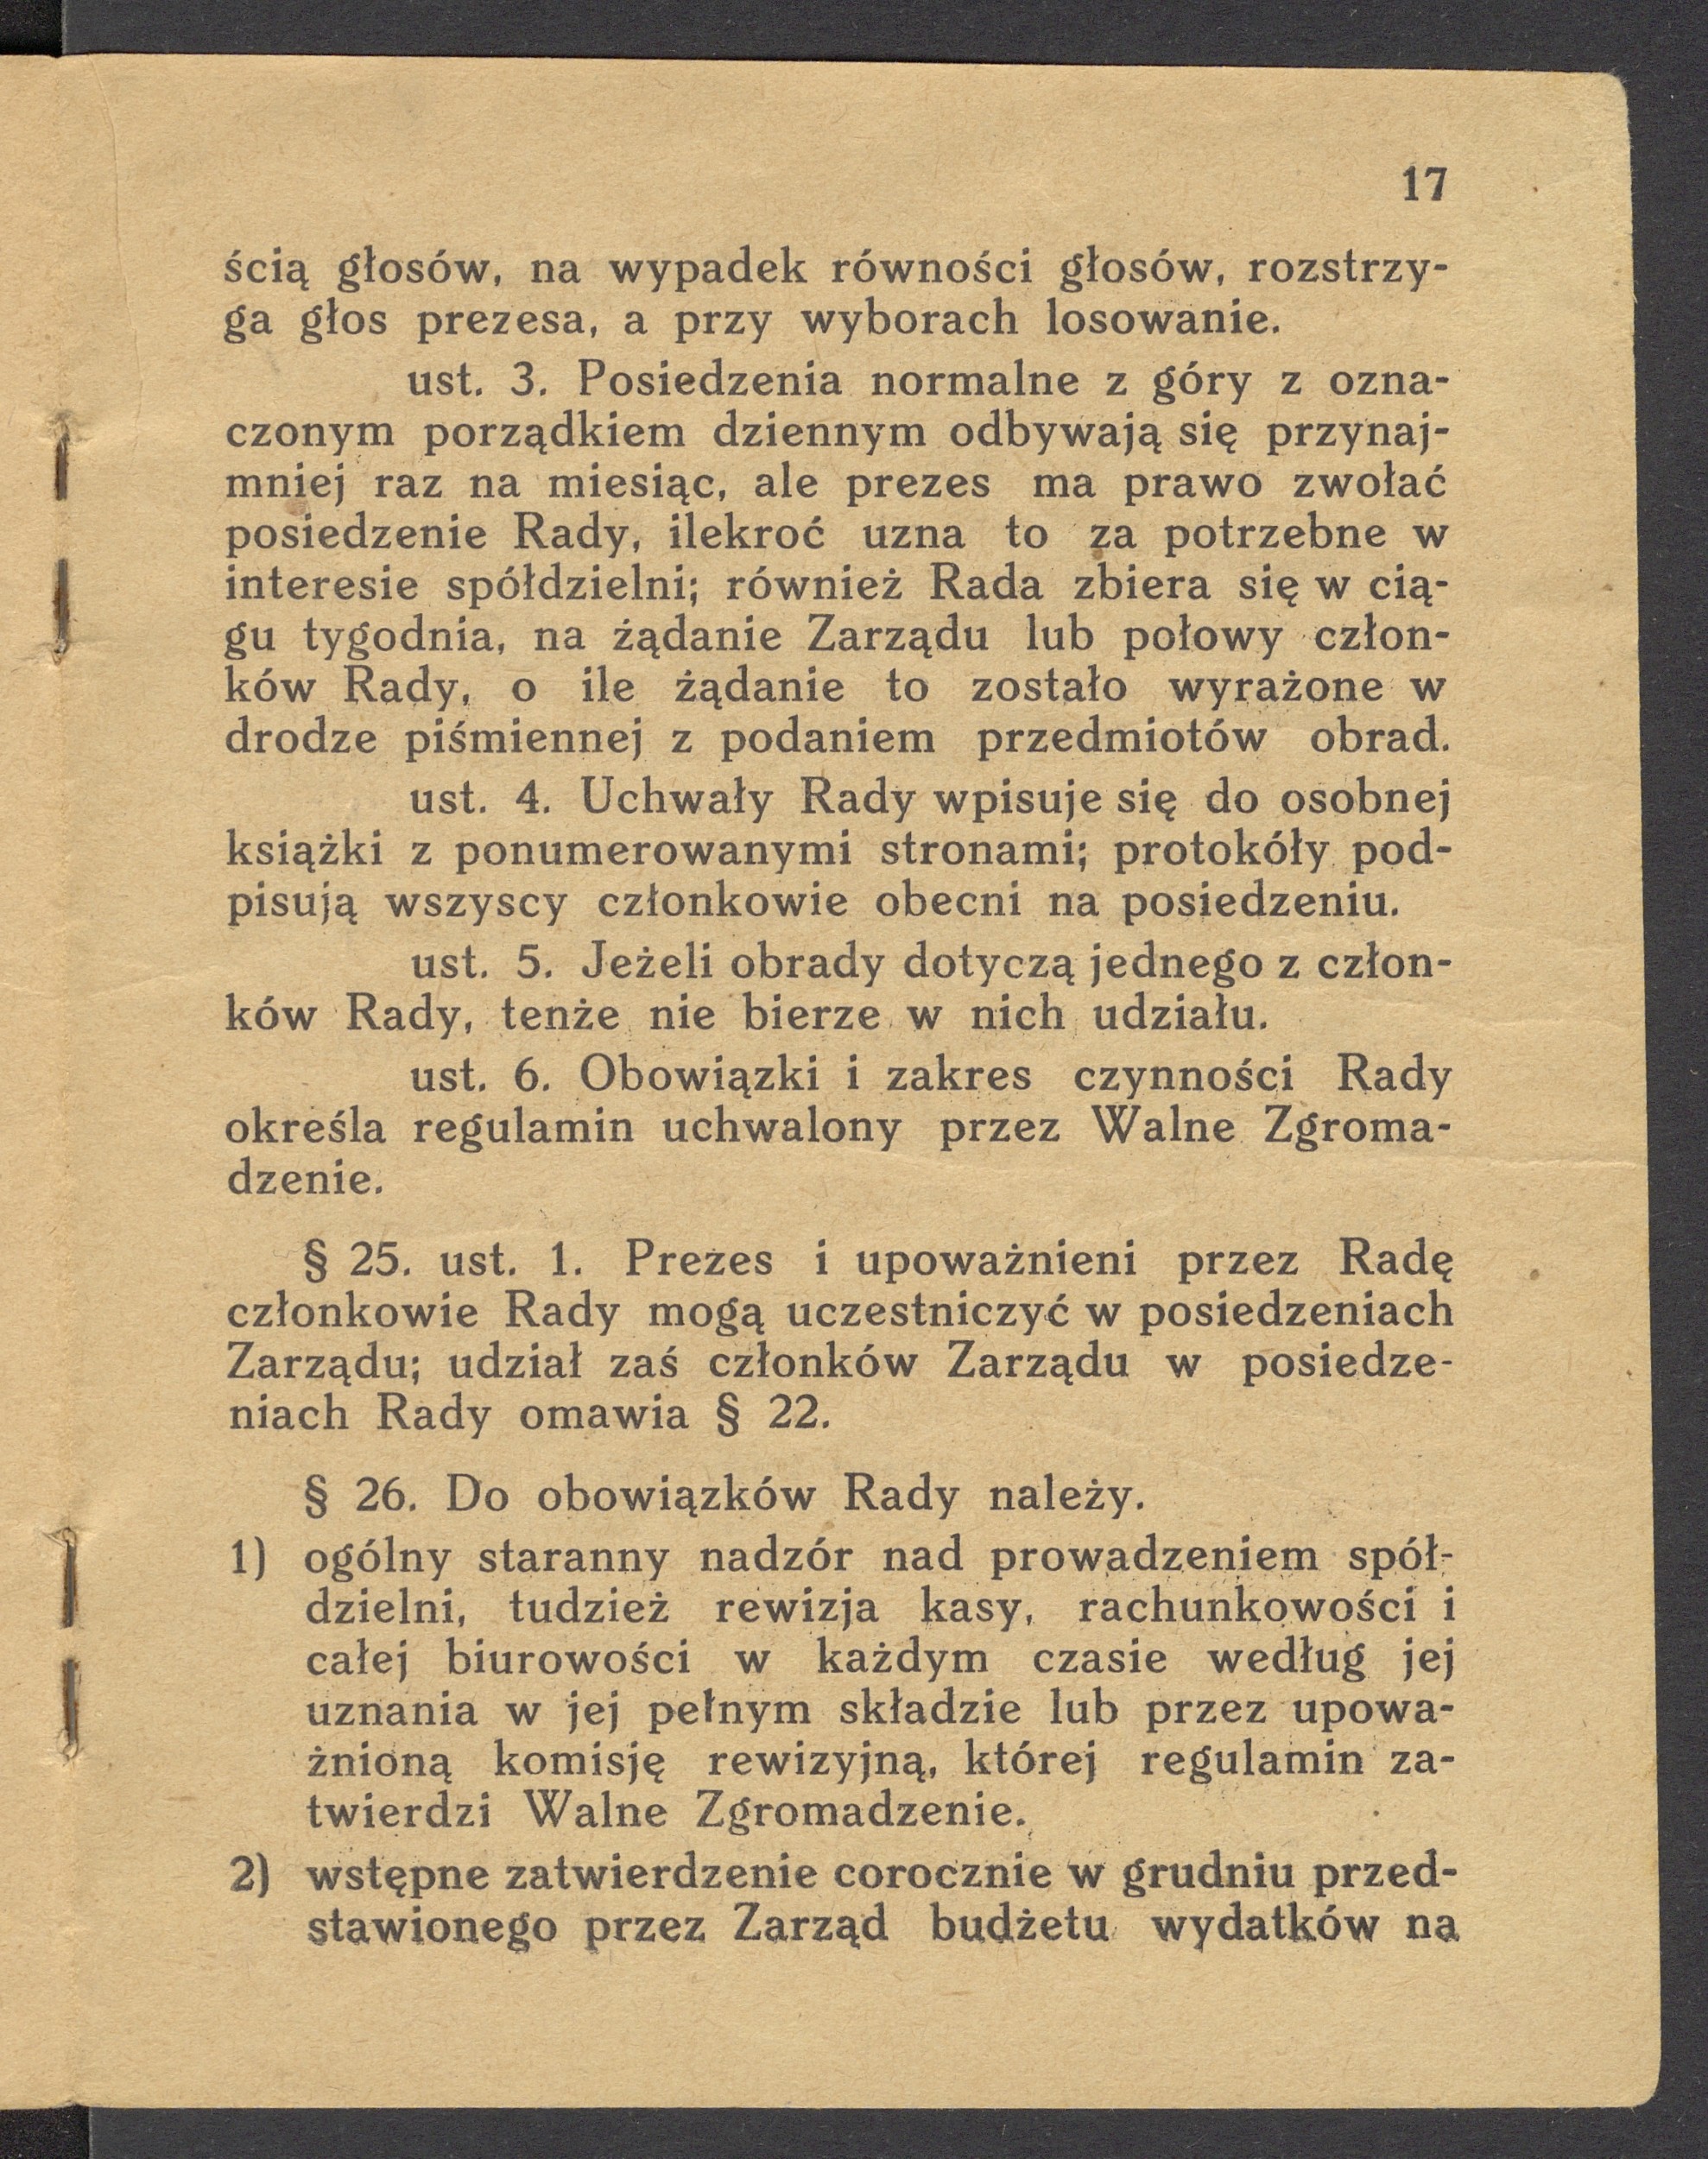 17
ścią głosów, na wypadek równości głosów, rozstrzy-
ga głos prezesa, a przy wyborach losowanie.
ust. 3. Posiedzenia normalne z góry z ozna-
czonym porządkiem dziennym odbywają się przynaj-
mniej raz na miesiąc, ale prezes ma prawo zwołać
posiedzenie Rady, ilekroć uzna to za potrzebne w
interesie spółdzielni; również Rada zbiera się w cią-
gu tygodnia, na żądanie Zarządu lub połowy człon-
ków Rady, o ile żądanie to zostało wyrażone w
drodze piśmiennej z podaniem przedmiotów obrad.
ust. 4. Uchwały Rady wpisuje się do osobnej
książki z ponumerowanymi stronami; protokóły pod-
pisują wszyscy członkowie obecni na posiedzeniu.
ust. 5. Jeżeli obrady dotyczą jednego z człon-
ków Rady, tenże nie bierze w nich udziału.
ust. 6. Obowiązki i zakres czynności Rady
określa regulamin uchwalony przez Walne Zgroma-
dzenie.
§ 25. ust. 1. Prezes i upoważnieni przez Radę
członkowie Rady mogą uczestniczyć w posiedzeniach
Zarządu; udział zaś członków Zarządu w posiedze-
niach Rady omawia § 22.
§ 26. Do obowiązków Rady należy.
1) ogólny staranny nadzór nad prowadzeniem spół-
dzielni, tudzież rewizja kasy, rachunkowości i
całej biurowości w każdym czasie według jej
uznania w jej pełnym składzie lub przez upowa-
żnioną komisję rewizyjną, której regulamin za-
twierdzi Walne Zgromadzenie.
2) wstępne zatwierdzenie corocznie w grudniu przed-
stawionego przez Zarząd budżetu wydatków na